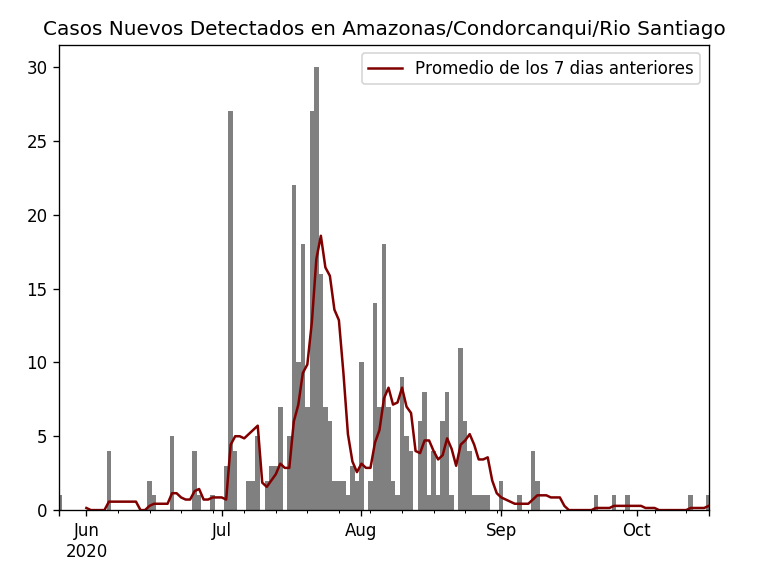 Casos Nuevos Detectados en Amazonas/Condorcanqui/Rio Santiago
Promedio de los 7 dias anteriores
30
25
20
15
10
5
0
Jun Jul Aug Sep Oct
2020